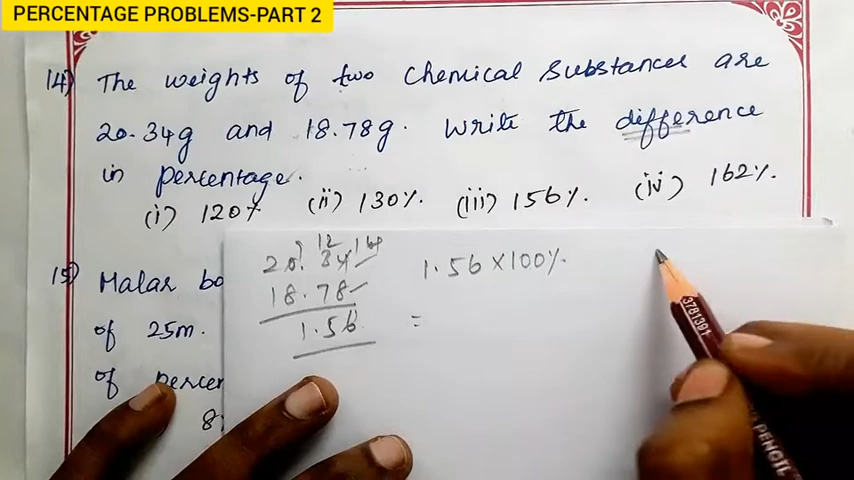 PERCENTAGE PROBLEMS-PART 2
14) The weights of two Chemical Substances are
20.34g and 18.78g. Write the difference
in percentage.
(i) 120% (ii) 130%. (iii) 156%. (iv) 162%.
15) Malar bo
of 25m.
of percen
20.34
18.78
1.56
1.56 × 100%.
=
3781391
PENCIL